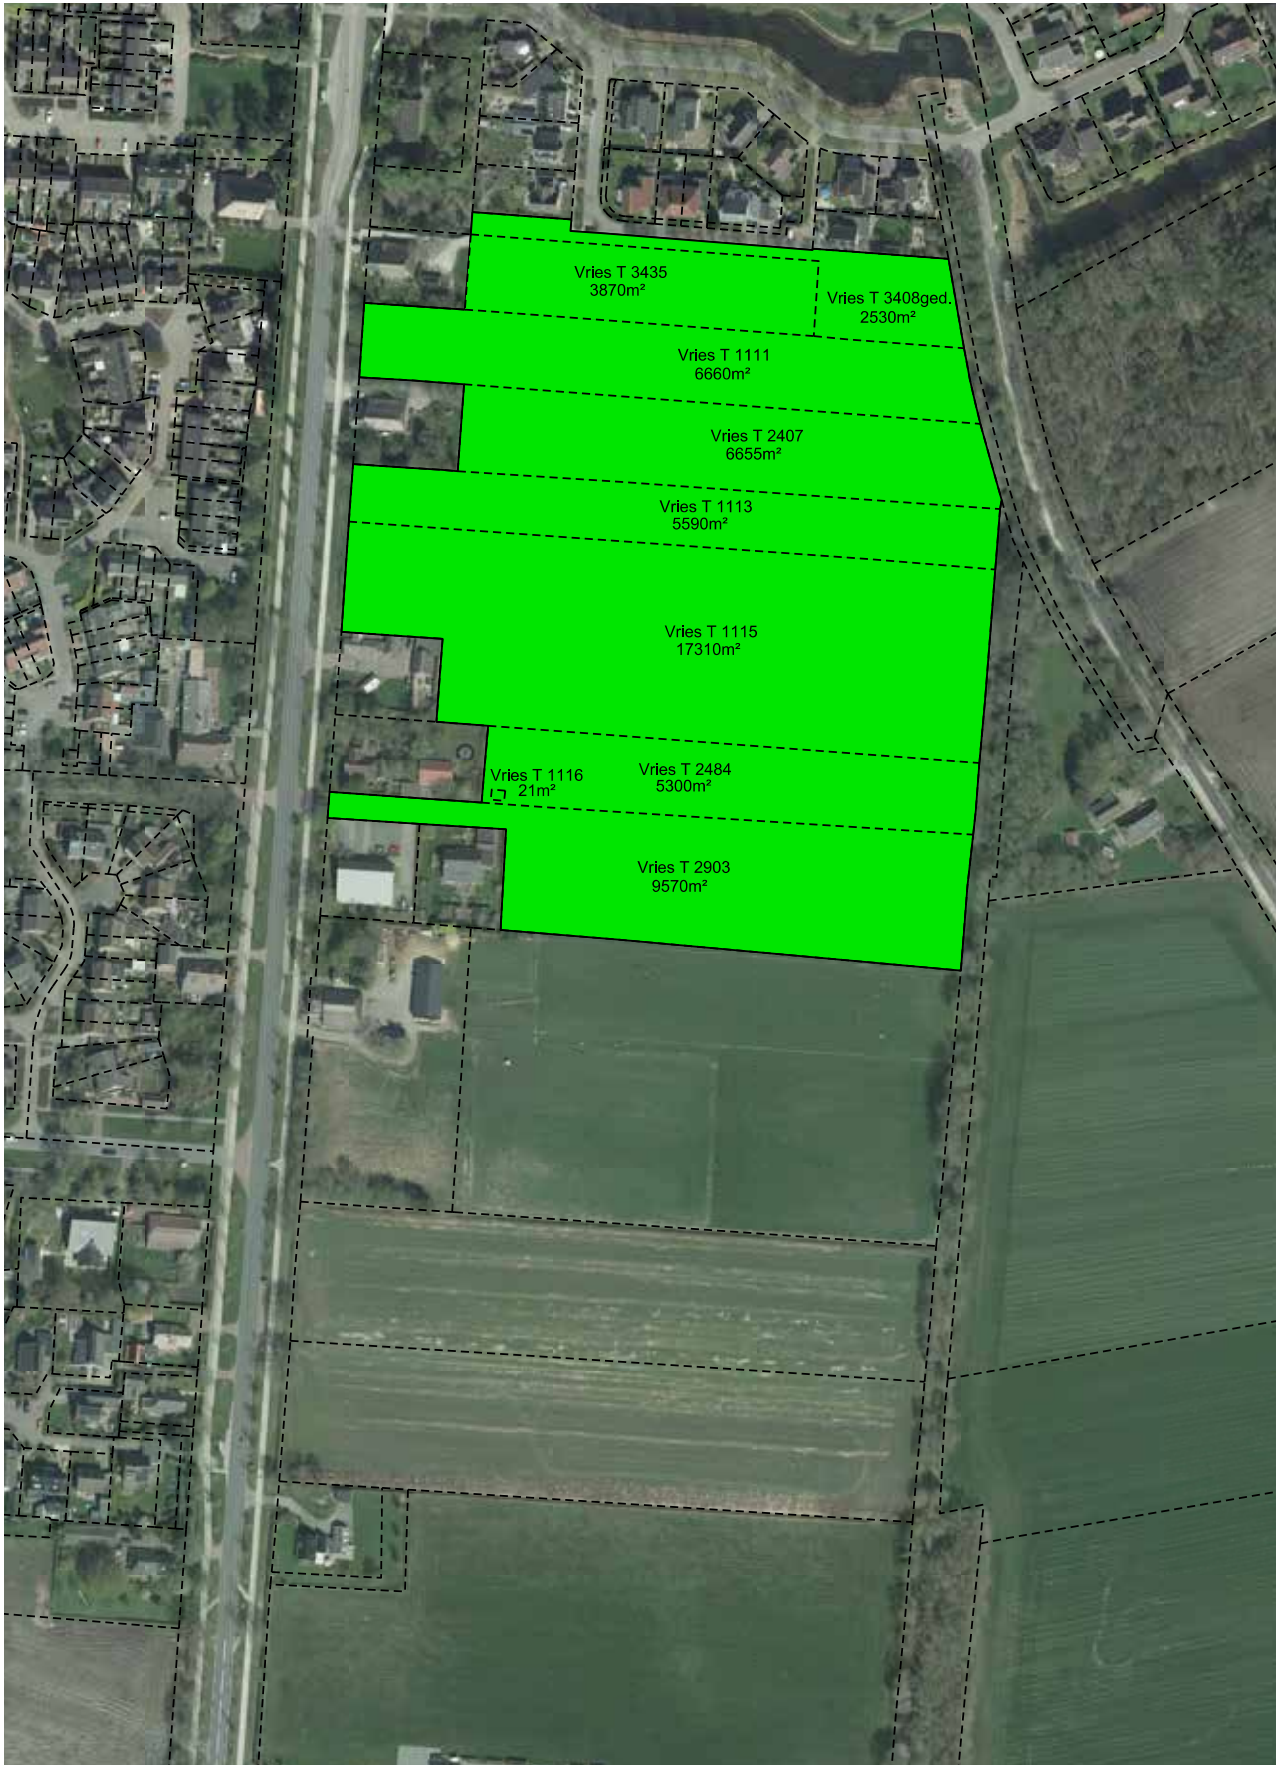 Vries T 3435
3870m²
Vries T 3408ged.
2530m²
Vries T 1111
6660m²
Vries T 2407
6655m²
Vries T 1113
5590m²
Vries T 1115
17310m²
Vries T 1116
21m²
Vries T 2484
5300m²
Vries T 2903
9570m²